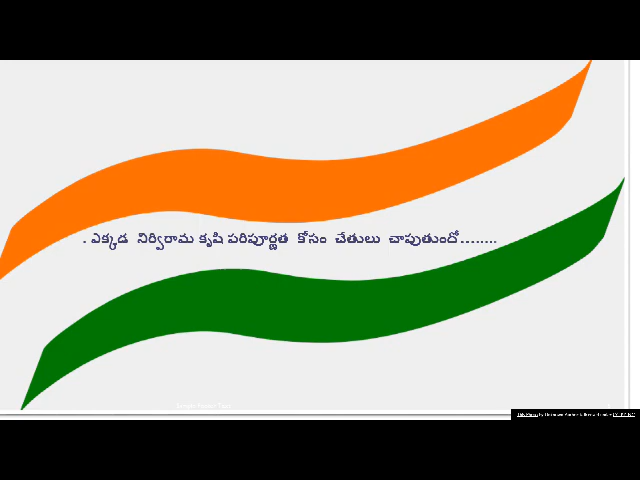 . ఎక్కడ నిర్విరామ కృషి పరిపూర్ణత కోసం చేతులు చాపుతుందో........